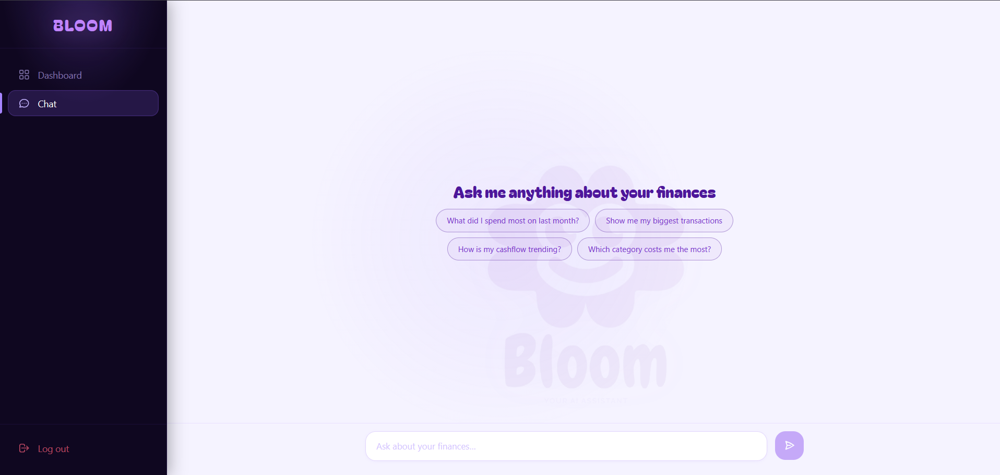 BLOOM
Dashboard
Chat
Log out
Ask me anything about your finances
What did I spend most on last month?
Show me my biggest transactions
How is my cashflow trending?
Which category costs me the most?
Bloom
YOUR AI ASSISTANT
Ask about your finances...